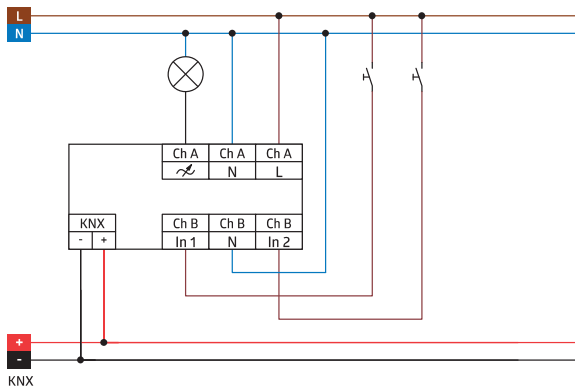 L
N
Ch A Ch A Ch A
N L
KNX Ch B Ch B Ch B
- + In 1 N In 2
+
-
KNX